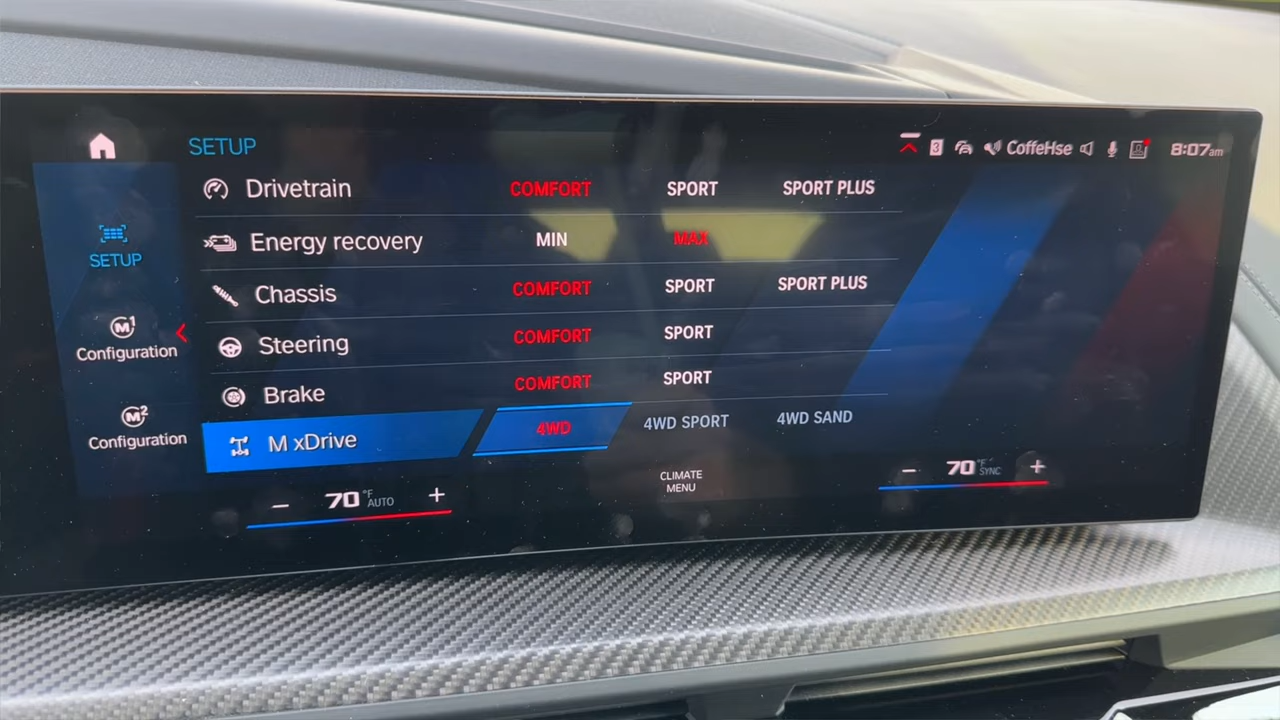 SETUP
3 CoffeHse 8:07am
Drivetrain COMFORT SPORT SPORT PLUS
Energy recovery MIN MAX
SETUP
Chassis COMFORT SPORT SPORT PLUS
M1
Configuration
Steering COMFORT SPORT
Brake COMFORT SPORT
M2
Configuration
M xDrive 4WD 4WD SPORT 4WD SAND
− 70 °F AUTO +
CLIMATE
MENU
− 70 °F SYNC +